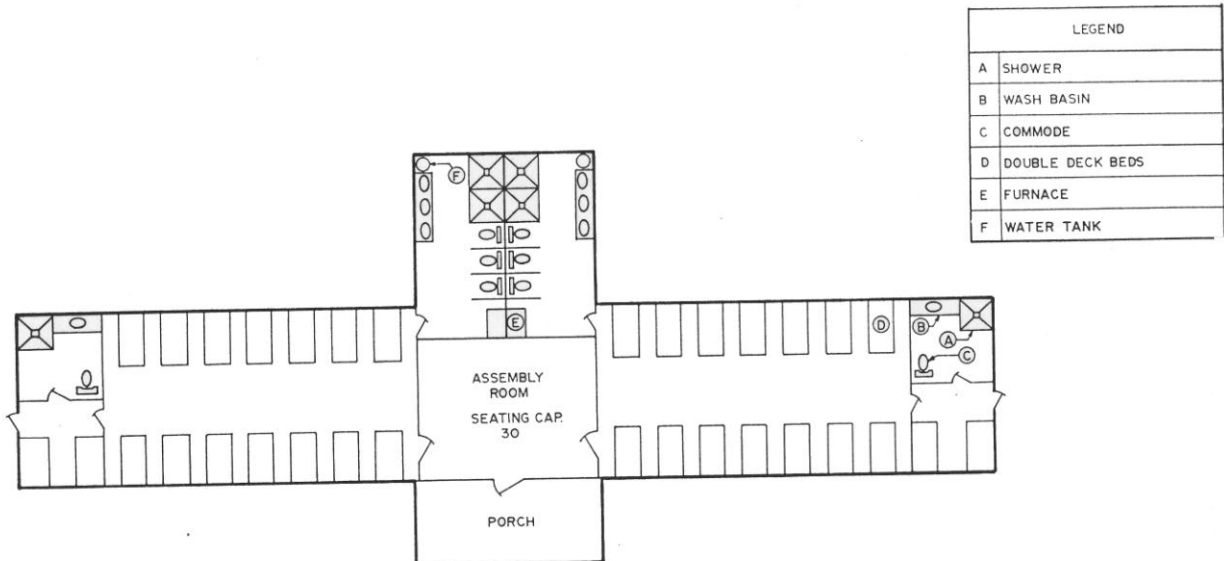 LEGEND
A SHOWER
B WASH BASIN
C COMMODE
D DOUBLE DECK BEDS
E FURNACE
F WATER TANK
F
E
D
B
A
C
ASSEMBLY
ROOM
SEATING CAP.
30
PORCH